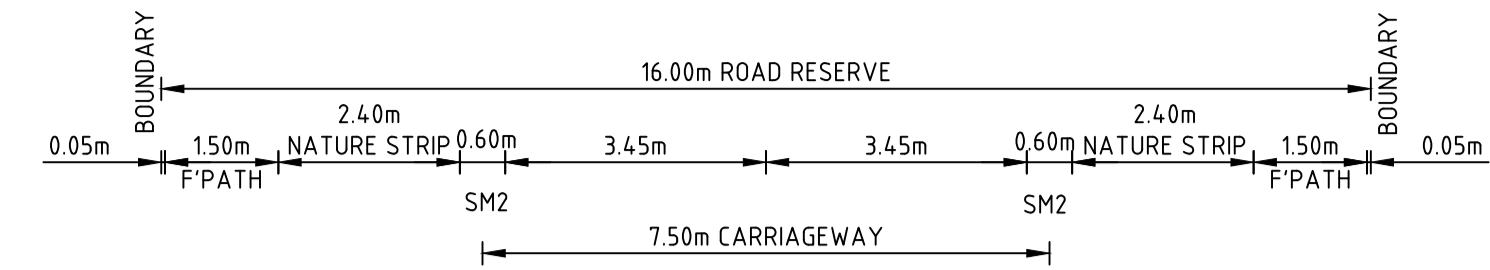 BOUNDARY
BOUNDARY
16.00m ROAD RESERVE
2.40m
2.40m
0.05m
1.50m
NATURE STRIP
0.60m
3.45m
3.45m
0.60m
NATURE STRIP
1.50m
0.05m
F'PATH
F'PATH
SM2
SM2
7.50m CARRIAGEWAY